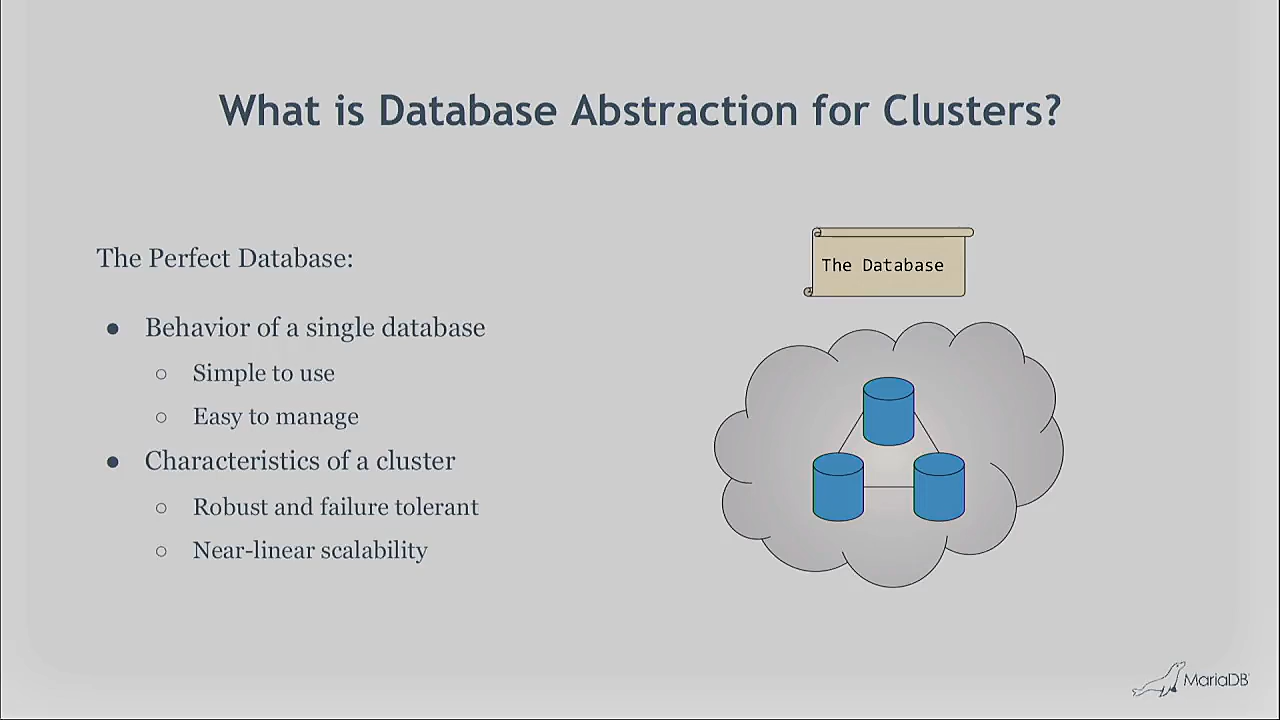 What is Database Abstraction for Clusters?
The Perfect Database:
● Behavior of a single database
○ Simple to use
○ Easy to manage
● Characteristics of a cluster
○ Robust and failure tolerant
○ Near-linear scalability
The Database
MariaDB